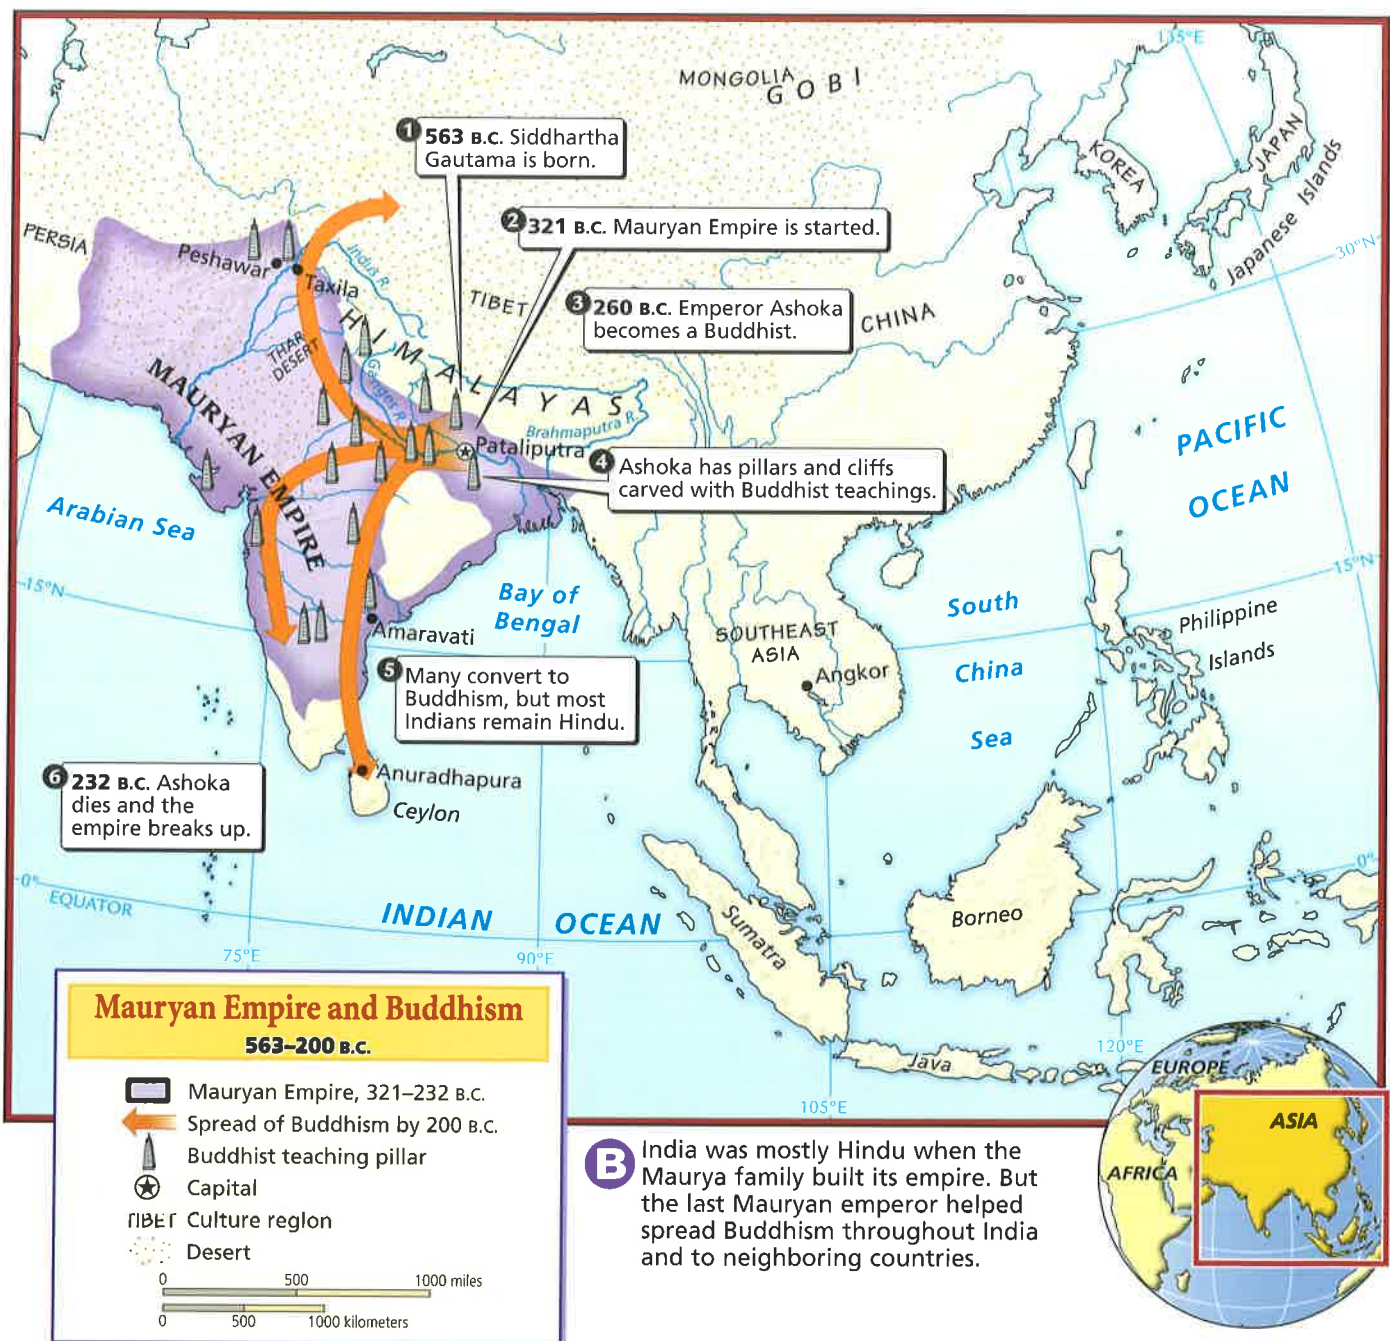 135°E
MONGOLIA
GOBI
1 563 B.C. Siddhartha
Gautama is born.
KOREA
JAPAN
Japanese Islands
2 321 B.C. Mauryan Empire is started.
PERSIA
Peshawar
Taxila
Indus R.
30°N
TIBET
3 260 B.C. Emperor Ashoka
becomes a Buddhist.
CHINA
THAR
DESERT
HIMALAYAS
Ganges R.
Brahmaputra R.
MAURYAN EMPIRE
Pataliputra
4 Ashoka has pillars and cliffs
carved with Buddhist teachings.
PACIFIC
OCEAN
Arabian Sea
15°N
15°N
Bay of
Bengal
South
China
Sea
Philippine
Islands
SOUTHEAST
ASIA
Angkor
Amaravati
5 Many convert to
Buddhism, but most
Indians remain Hindu.
6 232 B.C. Ashoka
dies and the
empire breaks up.
Anuradhapura
Ceylon
0°
EQUATOR
0°
INDIAN OCEAN
Sumatra
Borneo
75°E
90°E
Java
120°E
105°E
Mauryan Empire and Buddhism
563–200 B.C.
Mauryan Empire, 321–232 B.C.
Spread of Buddhism by 200 B.C.
Buddhist teaching pillar
Capital
TIBET Culture region
Desert
0 500 1000 miles
0 500 1000 kilometers
B India was mostly Hindu when the
Maurya family built its empire. But
the last Mauryan emperor helped
spread Buddhism throughout India
and to neighboring countries.
EUROPE
ASIA
AFRICA